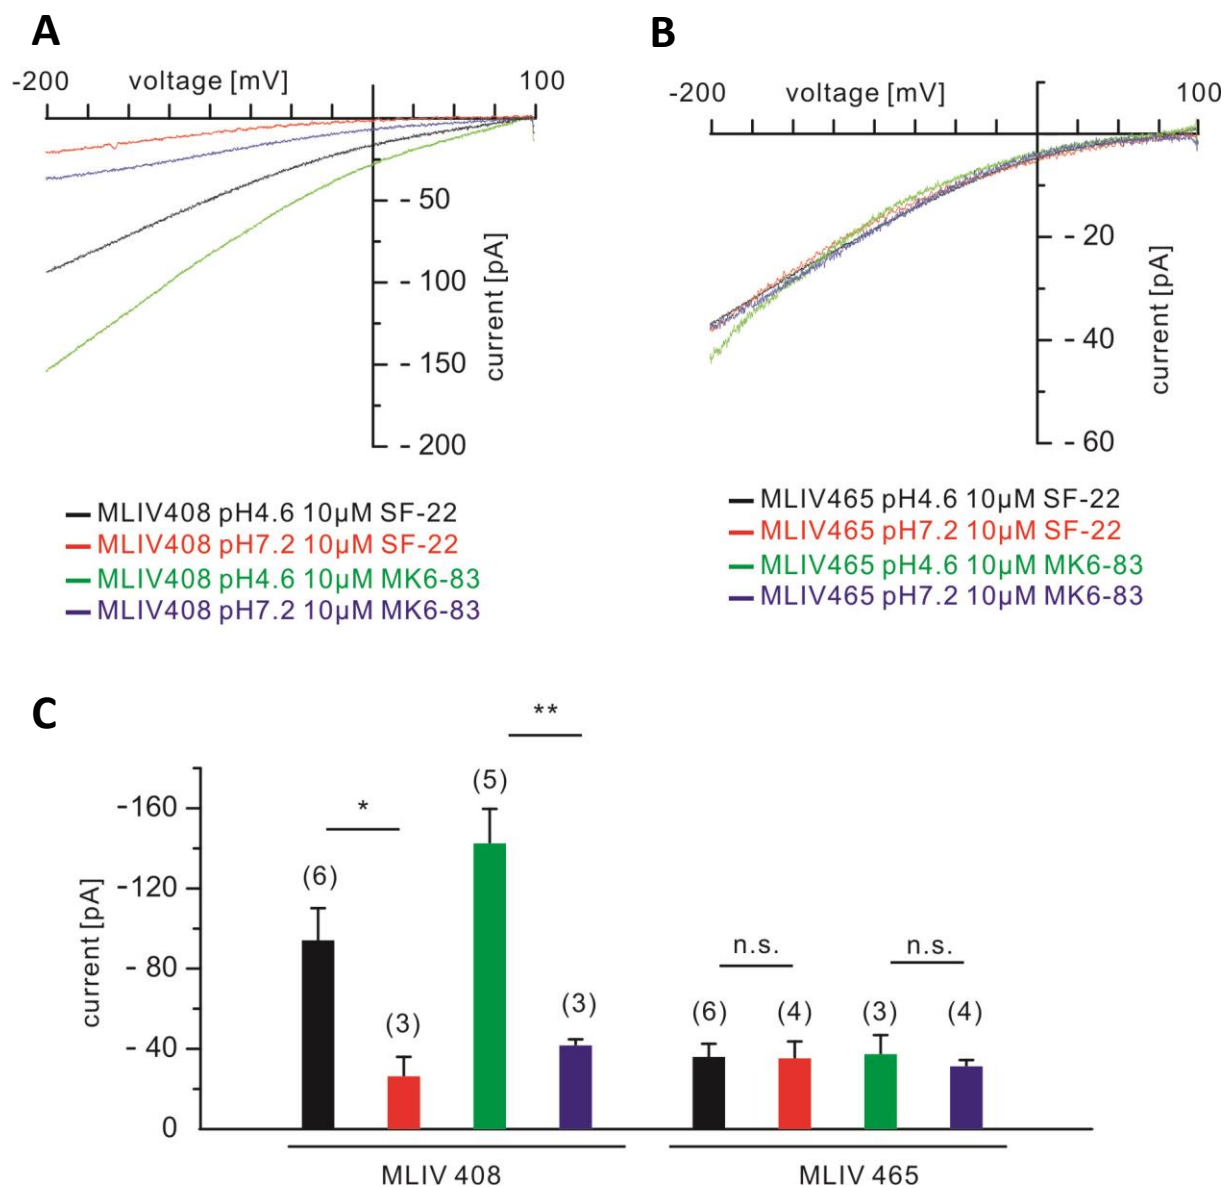 A
-200 voltage [mV] 100
- 50
- 100
- 150
- 200
current [pA]
MLIV408 pH4.6 10µM SF-22
MLIV408 pH7.2 10µM SF-22
MLIV408 pH4.6 10µM MK6-83
MLIV408 pH7.2 10µM MK6-83
B
-200 voltage [mV] 100
- 20
- 40
- 60
current [pA]
MLIV465 pH4.6 10µM SF-22
MLIV465 pH7.2 10µM SF-22
MLIV465 pH4.6 10µM MK6-83
MLIV465 pH7.2 10µM MK6-83
C
current [pA]
-160
-120
- 80
- 40
0
(6)
*
(3)
(5)
**
(3)
(6)
n.s.
(4)
(3)
n.s.
(4)
MLIV 408
MLIV 465